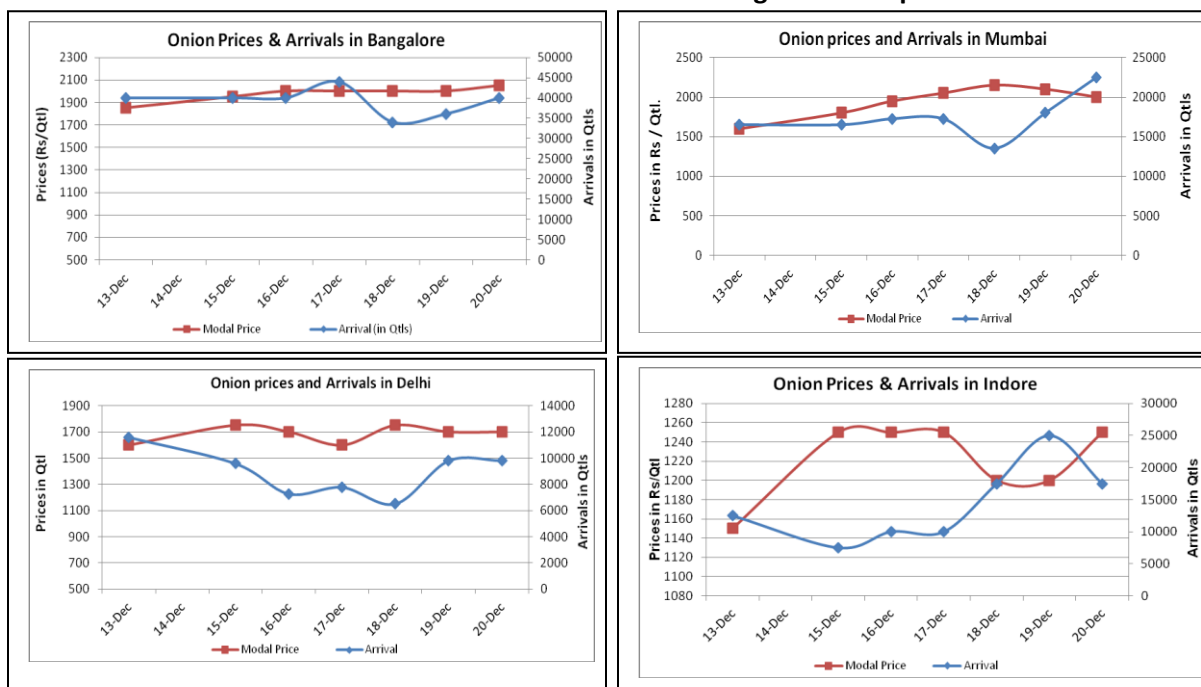 Onion Prices & Arrivals in Bangalore
Prices (Rs/Qtl)
2300
2100
1900
1700
1500
1300
1100
900
700
500
50000
45000
40000
35000
30000
25000
20000
15000
10000
5000
0
Arrivals in Qtls
13-Dec
14-Dec
15-Dec
16-Dec
17-Dec
18-Dec
19-Dec
20-Dec
Modal Price
Arrival (in Qtls)
Onion prices and Arrivals in Mumbai
Prices in Rs / Qtl.
2500
2000
1500
1000
500
0
25000
20000
15000
10000
5000
0
Arrivals in Qtls
13-Dec
14-Dec
15-Dec
16-Dec
17-Dec
18-Dec
19-Dec
20-Dec
Modal Price
Arrival
Onion prices and Arrivals in Delhi
Prices in Qtl
1900
1700
1500
1300
1100
900
700
500
14000
12000
10000
8000
6000
4000
2000
0
Arrivals in Qtls
13-Dec
14-Dec
15-Dec
16-Dec
17-Dec
18-Dec
19-Dec
20-Dec
Modal Price
Arrival
Onion Prices & Arrivals in Indore
Prices in Rs/Qtl
1280
1260
1240
1220
1200
1180
1160
1140
1120
1100
1080
30000
25000
20000
15000
10000
5000
0
Arrivals in Qtls
13-Dec
14-Dec
15-Dec
16-Dec
17-Dec
18-Dec
19-Dec
20-Dec
Modal Price
Arrival